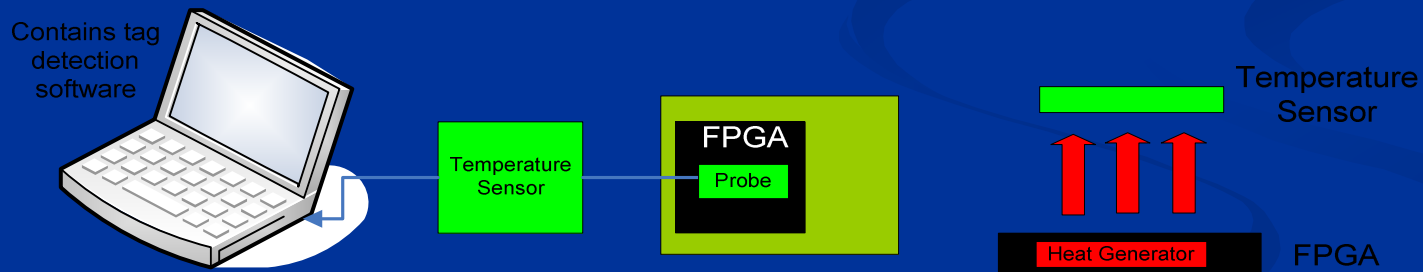 Contains tag
detection
software
Temperature
Sensor
FPGA
Probe
Temperature
Sensor
Heat Generator
FPGA